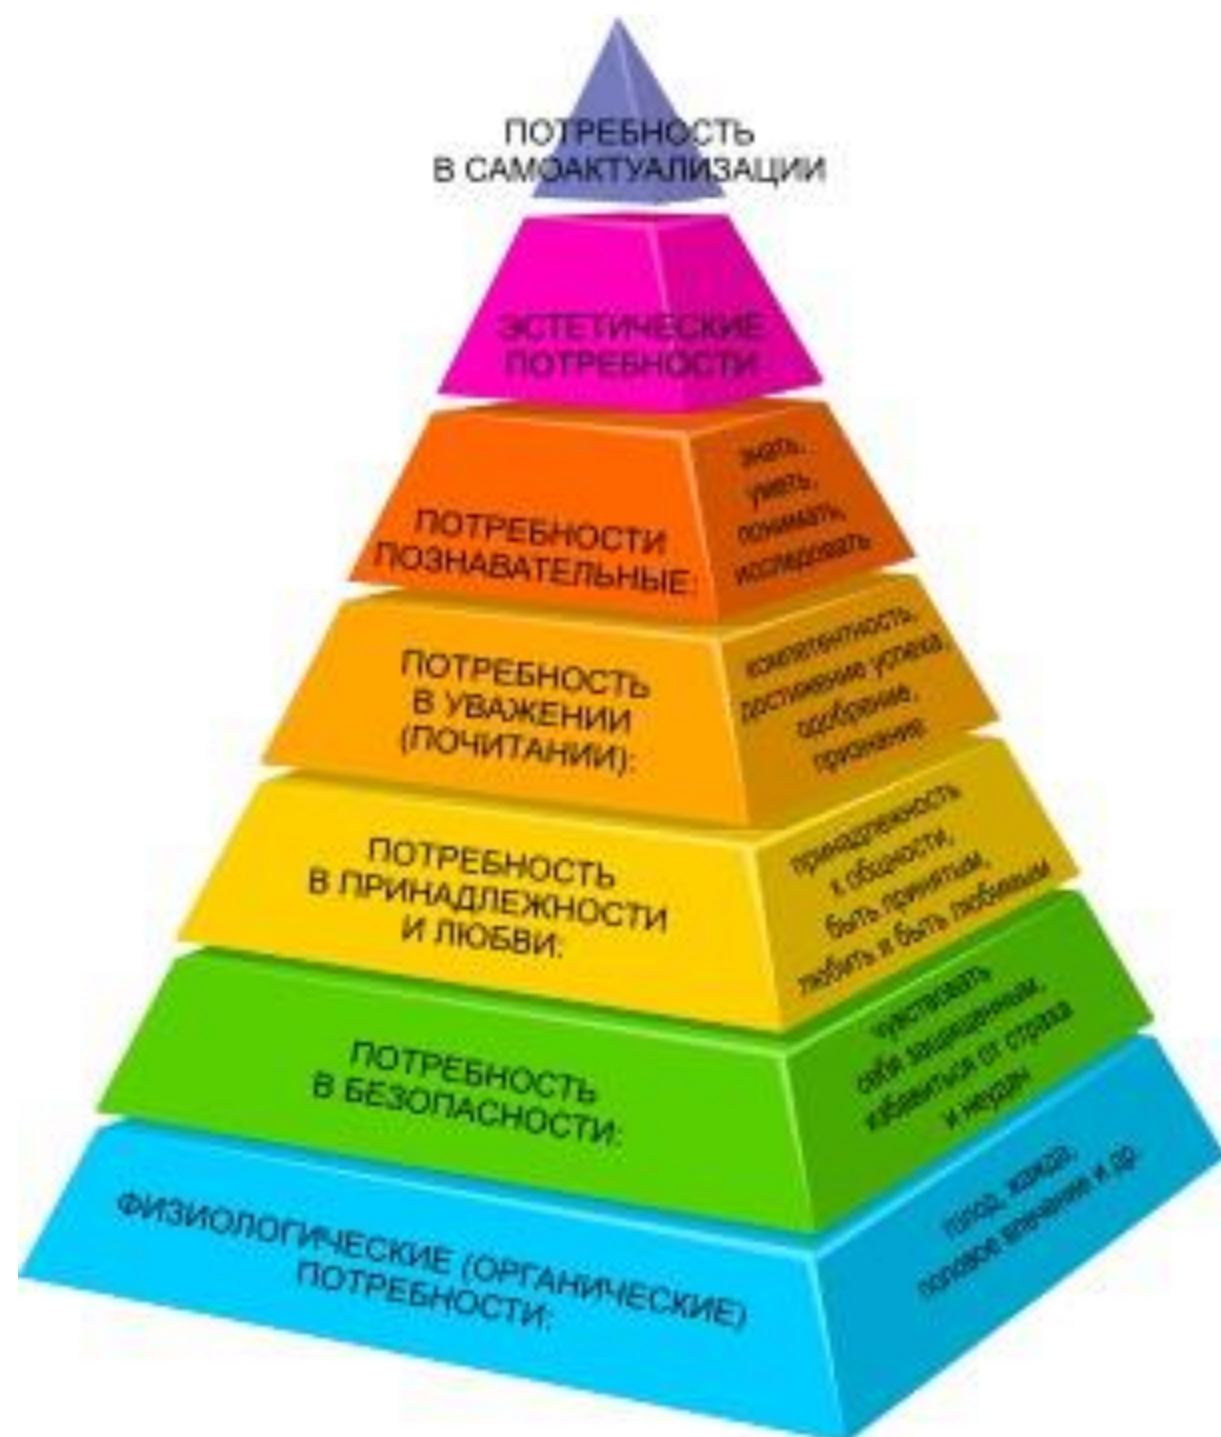 ПОТРЕБНОСТЬ
В САМОАКТУАЛИЗАЦИИ
ЭСТЕТИЧЕСКИЕ
ПОТРЕБНОСТИ
ПОТРЕБНОСТИ
ПОЗНАВАТЕЛЬНЫЕ:
знать,
уметь,
понимать,
исследовать
ПОТРЕБНОСТЬ
В УВАЖЕНИИ
(ПОЧИТАНИИ):
компетентность,
достижение успеха,
одобрение,
признание
ПОТРЕБНОСТЬ
В ПРИНАДЛЕЖНОСТИ
И ЛЮБВИ:
принадлежность
к общности,
быть принятым,
любить и быть любимым
ПОТРЕБНОСТЬ
В БЕЗОПАСНОСТИ:
чувствовать
себя защищенным,
избавиться от страха
и неудач
ФИЗИОЛОГИЧЕСКИЕ (ОРГАНИЧЕСКИЕ)
ПОТРЕБНОСТИ:
голод, жажда,
половое влечение и др.